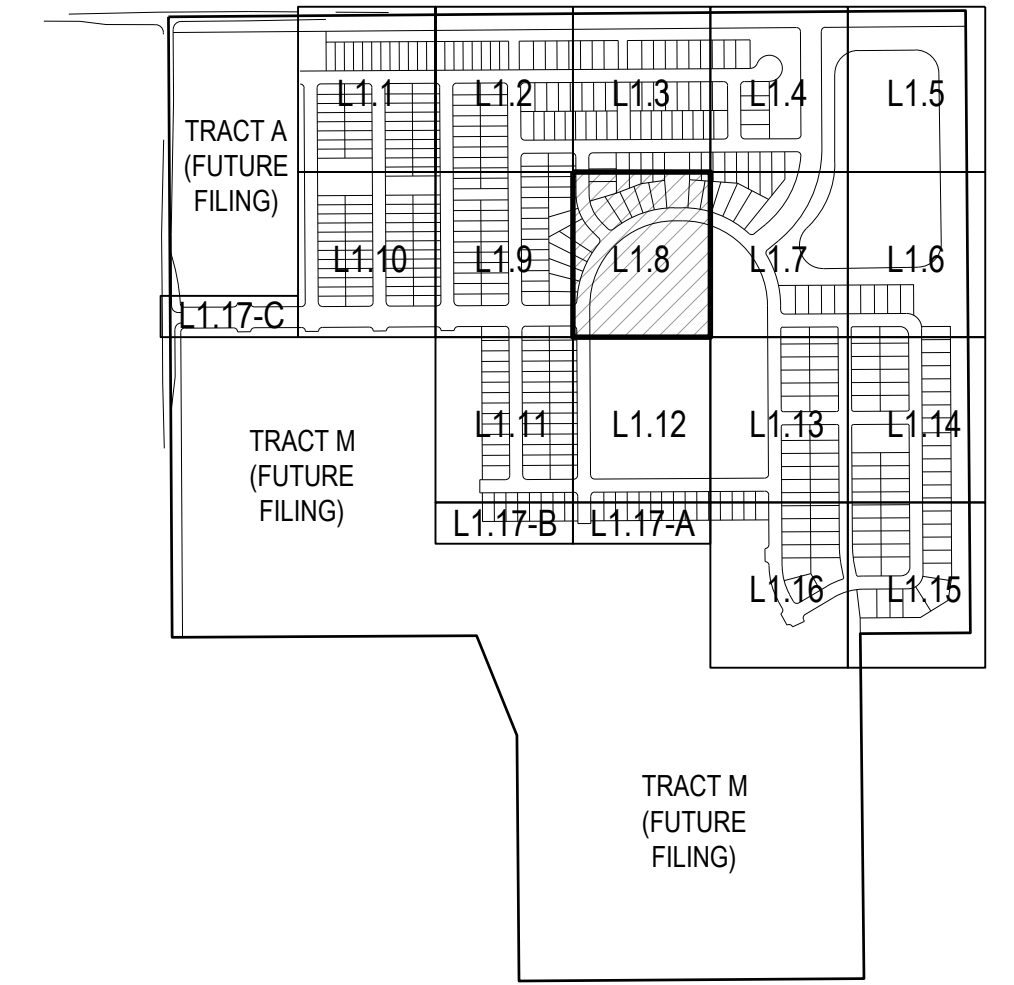 L1.1
L1.2
L1.3
L1.4
L1.5
TRACT A
(FUTURE
FILING)
L1.10
L1.9
L1.8
L1.7
L1.6
L1.17-C
L1.11
L1.12
L1.13
L1.14
TRACT M
(FUTURE
FILING)
L1.17-B
L1.17-A
L1.16
L1.15
TRACT M
(FUTURE
FILING)